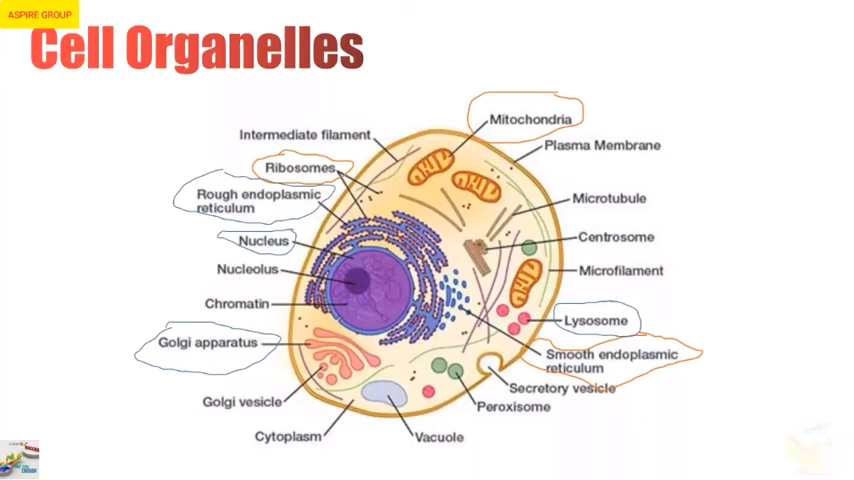 ASPIRE GROUP
Cell Organelles
Mitochondria
Intermediate filament
Plasma Membrane
Ribosomes
Rough endoplasmic
reticulum
Microtubule
Nucleus
Centrosome
Nucleolus
Microfilament
Chromatin
Lysosome
Golgi apparatus
Smooth endoplasmic
reticulum
Secretory vesicle
Golgi vesicle
Peroxisome
Cytoplasm
Vacuole